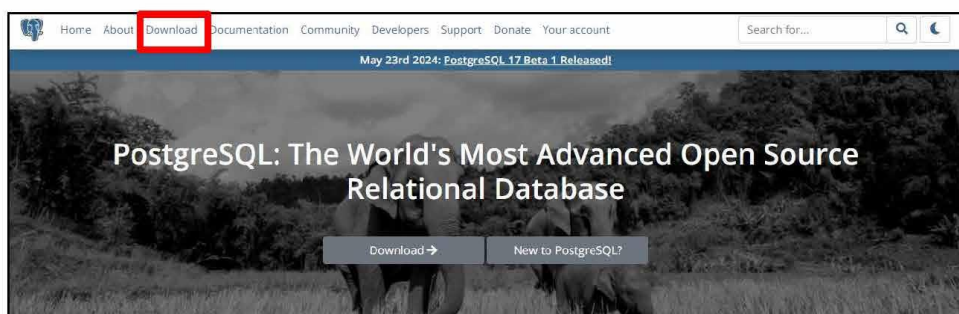 Home About Download Documentation Community Developers Support Donate Your account Search for...
May 23rd 2024: PostgreSQL 17 Beta 1 Released!
PostgreSQL: The World's Most Advanced Open Source
Relational Database
Download → New to PostgreSQL?